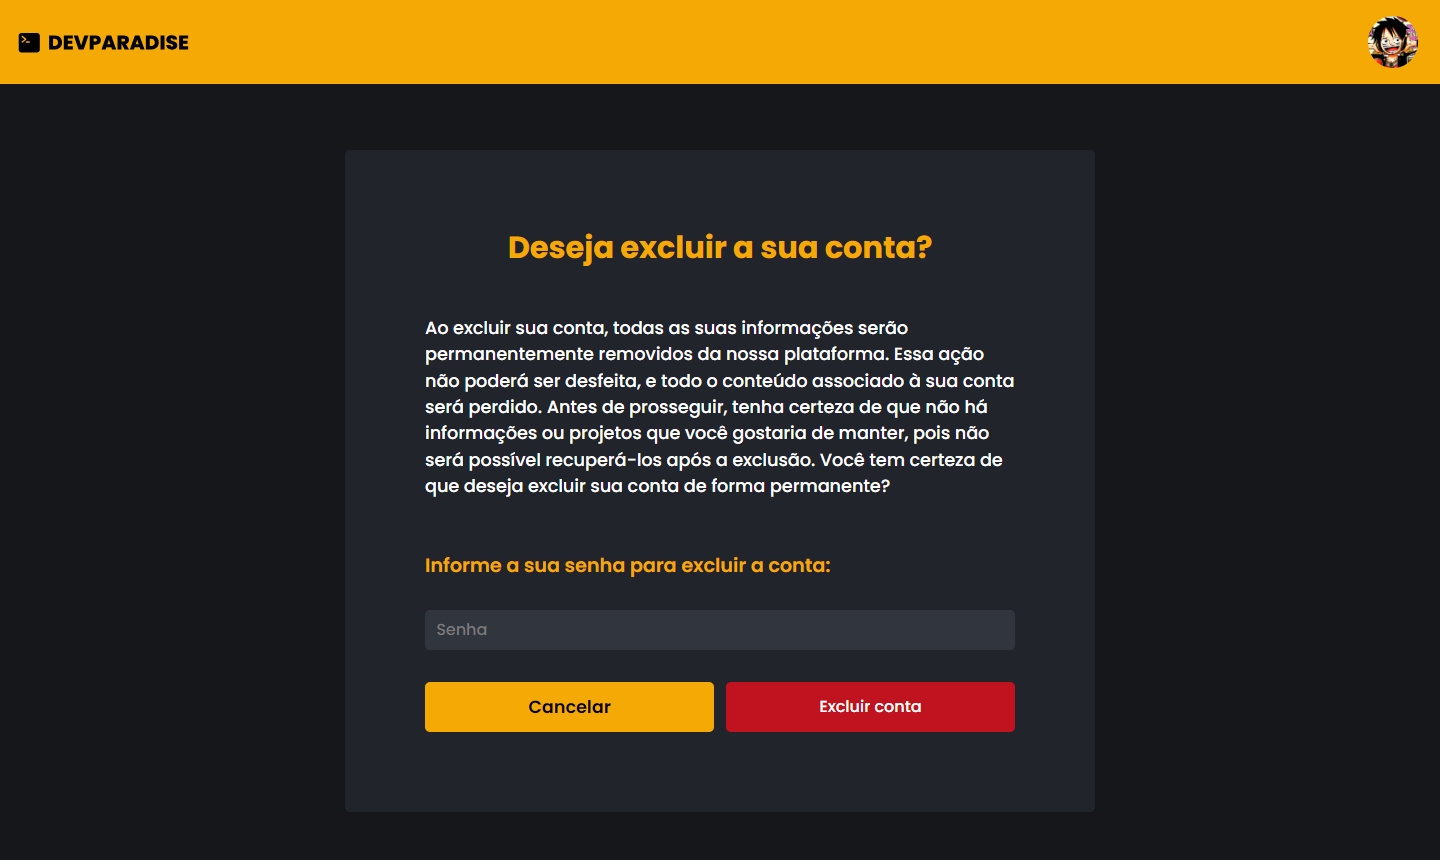 DEVPARADISE
Deseja excluir a sua conta?
Ao excluir sua conta, todas as suas informações serão
permanentemente removidos da nossa plataforma. Essa ação
não poderá ser desfeita, e todo o conteúdo associado à sua conta
será perdido. Antes de prosseguir, tenha certeza de que não há
informações ou projetos que você gostaria de manter, pois não
será possível recuperá-los após a exclusão. Você tem certeza de
que deseja excluir sua conta de forma permanente?
Informe a sua senha para excluir a conta:
Senha
Cancelar
Excluir conta